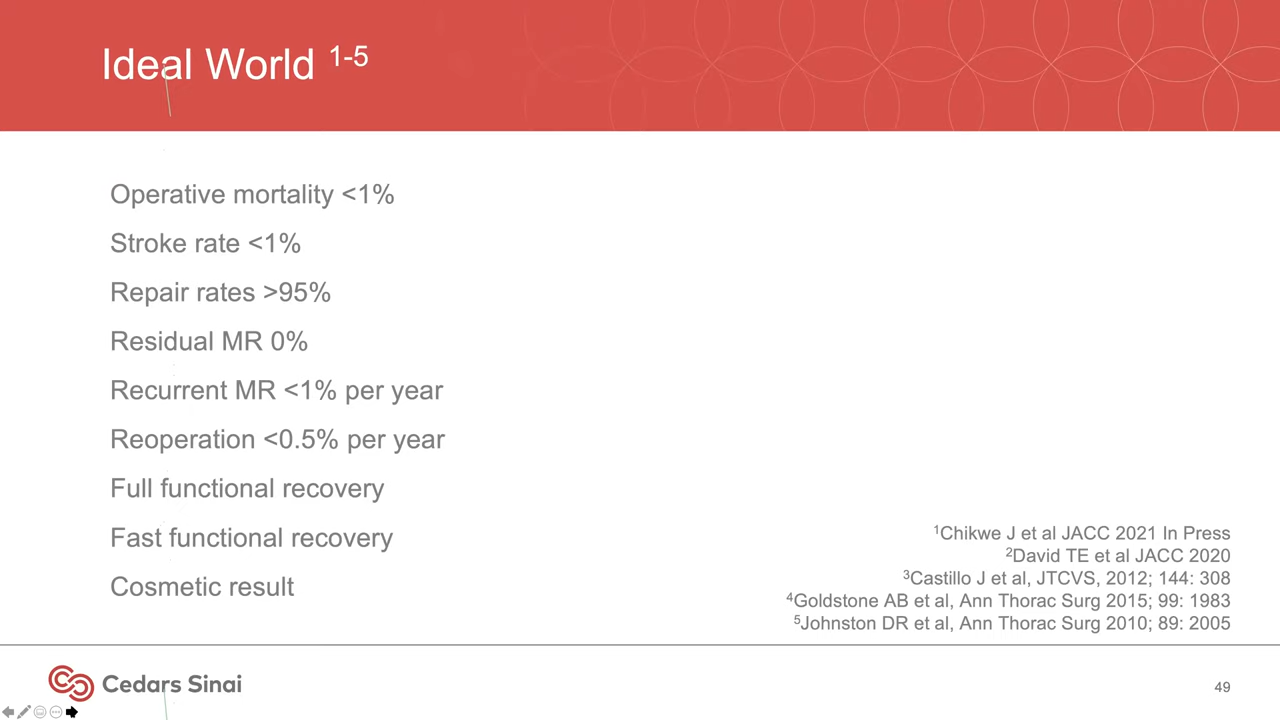 Ideal World 1-5
Operative mortality <1%
Stroke rate <1%
Repair rates >95%
Residual MR 0%
Recurrent MR <1% per year
Reoperation <0.5% per year
Full functional recovery
Fast functional recovery
Cosmetic result
1Chikwe J et al JACC 2021 In Press
2David TE et al JACC 2020
3Castillo J et al, JTCVS, 2012; 144: 308
4Goldstone AB et al, Ann Thorac Surg 2015; 99: 1983
5Johnston DR et al, Ann Thorac Surg 2010; 89: 2005
Cedars Sinai
49